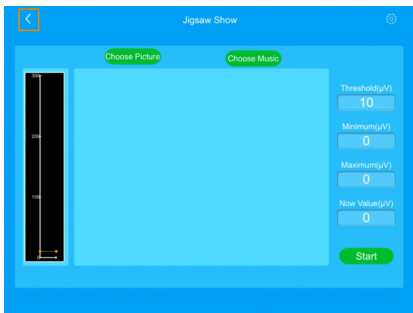 Jigsaw Show
Choose Picture
Choose Music
300
200
100
0
Threshold(μV)
10
Minimum(μV)
0
Maximum(μV)
0
Now Value(μV)
0
Start